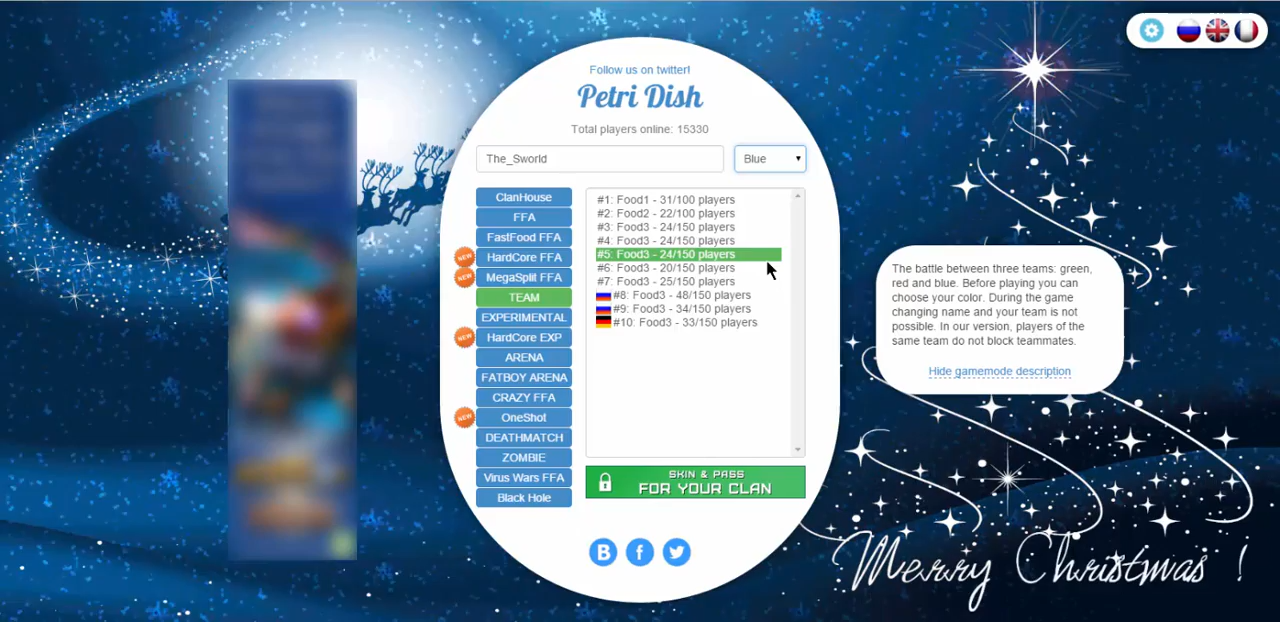 Follow us on twitter!
Petri Dish
Total players online: 15330
The_Sworld
Blue
ClanHouse
FFA
FastFood FFA
NEW HardCore FFA
NEW MegaSplit FFA
TEAM
EXPERIMENTAL
NEW HardCore EXP
ARENA
FATBOY ARENA
CRAZY FFA
NEW OneShot
DEATHMATCH
ZOMBIE
Virus Wars FFA
Black Hole
#1: Food1 - 31/100 players
#2: Food2 - 22/100 players
#3: Food3 - 24/150 players
#4: Food3 - 24/150 players
#5: Food3 - 24/150 players
#6: Food3 - 20/150 players
#7: Food3 - 25/150 players
#8: Food3 - 48/150 players
#9: Food3 - 34/150 players
#10: Food3 - 33/150 players
SKIN & PASS
FOR YOUR CLAN
B f
The battle between three teams: green,
red and blue. Before playing you can
choose your color. During the game
changing name and your team is not
possible. In our version, players of the
same team do not block teammates.
Hide gamemode description
Merry Christmas !